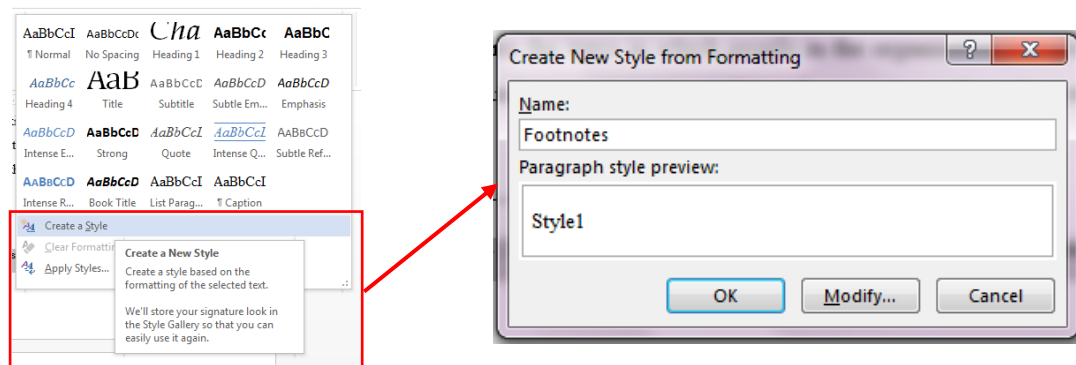 AaBbCcI AaBbCcDc Cha AaBbCc AaBbC
¶ Normal No Spacing Heading 1 Heading 2 Heading 3
AaBbCc AaB AaBbCcD AaBbCcD AaBbCcD
Heading 4 Title Subtitle Subtle Em... Emphasis
AaBbCcD AaBbCcD AaBbCcI AaBbCcI AaBbCcD
Intense E... Strong Quote Intense Q... Subtle Ref...
AaBbCcD AaBbCcD AaBbCcI AaBbCcI
Intense R... Book Title List Parag... ¶ Caption
Create a Style
Clear Formattin
Apply Styles...
Create a New Style
Create a style based on the
formatting of the selected text.
We'll store your signature look in
the Style Gallery so that you can
easily use it again.
Create New Style from Formatting
Name:
Footnotes
Paragraph style preview:
Style1
OK Modify... Cancel